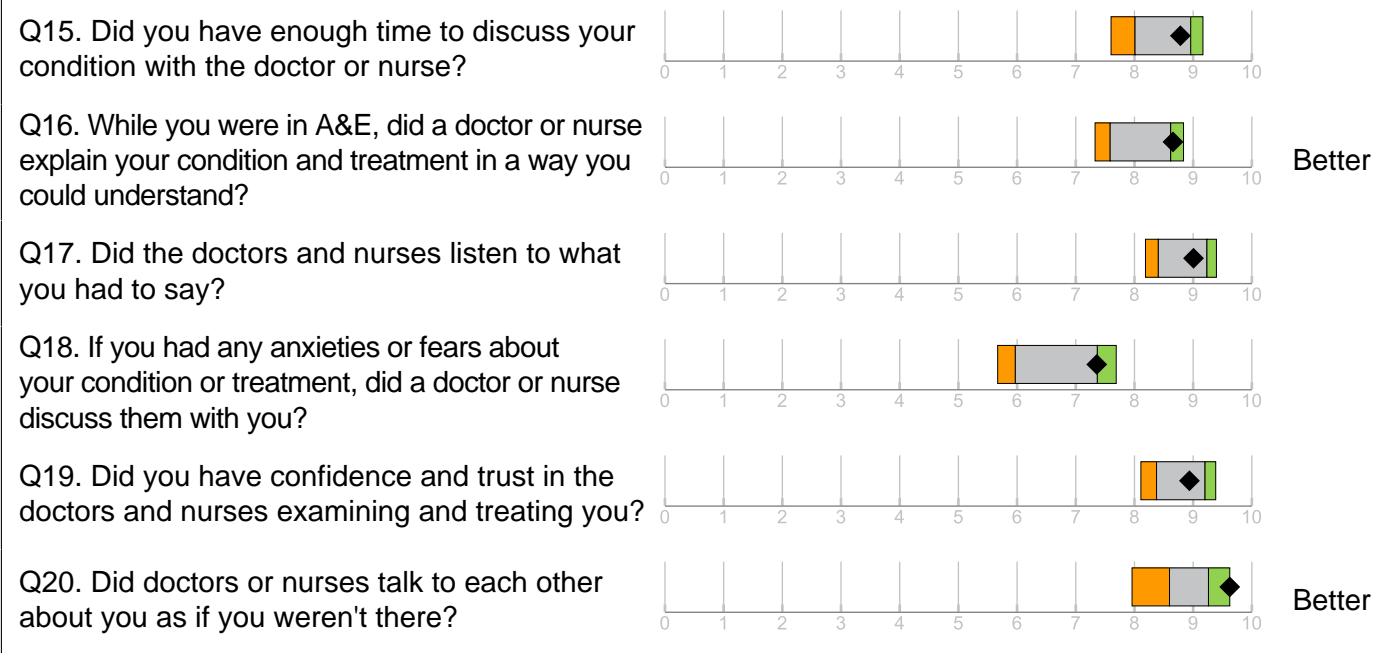 Q15. Did you have enough time to discuss your
condition with the doctor or nurse?
0 1 2 3 4 5 6 7 8 9 10
Q16. While you were in A&E, did a doctor or nurse
explain your condition and treatment in a way you
could understand?
0 1 2 3 4 5 6 7 8 9 10
Better
Q17. Did the doctors and nurses listen to what
you had to say?
0 1 2 3 4 5 6 7 8 9 10
Q18. If you had any anxieties or fears about
your condition or treatment, did a doctor or nurse
discuss them with you?
0 1 2 3 4 5 6 7 8 9 10
Q19. Did you have confidence and trust in the
doctors and nurses examining and treating you?
0 1 2 3 4 5 6 7 8 9 10
Q20. Did doctors or nurses talk to each other
about you as if you weren't there?
0 1 2 3 4 5 6 7 8 9 10
Better